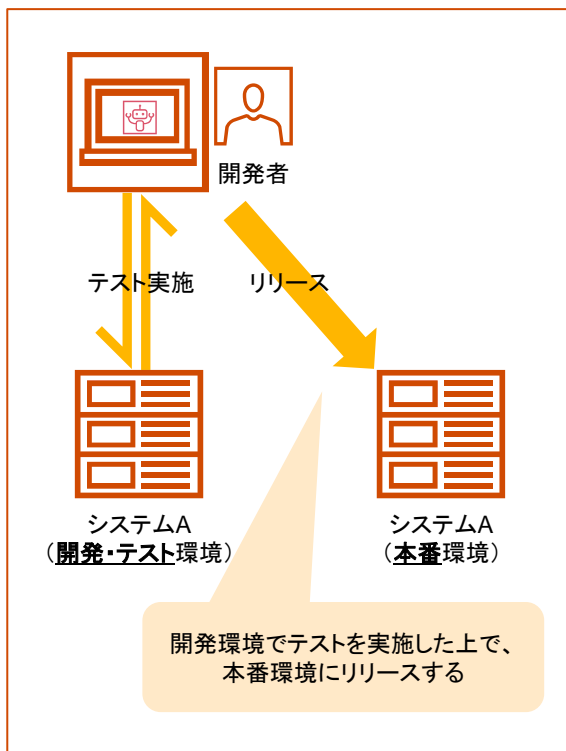 開発者
テスト実施
リリース
システムA
（開発・テスト環境）
システムA
（本番環境）
開発環境でテストを実施した上で、
本番環境にリリースする